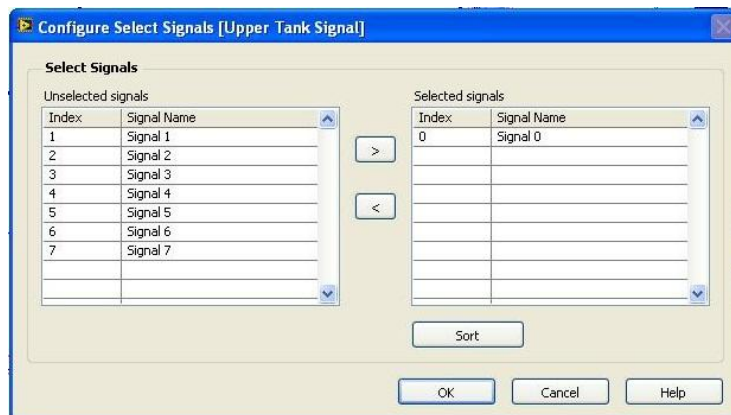 Configure Select Signals [Upper Tank Signal]
Select Signals
Unselected signals
Index Signal Name
1 Signal 1
2 Signal 2
3 Signal 3
4 Signal 4
5 Signal 5
6 Signal 6
7 Signal 7
>
<
Selected signals
Index Signal Name
0 Signal 0
Sort
OK Cancel Help